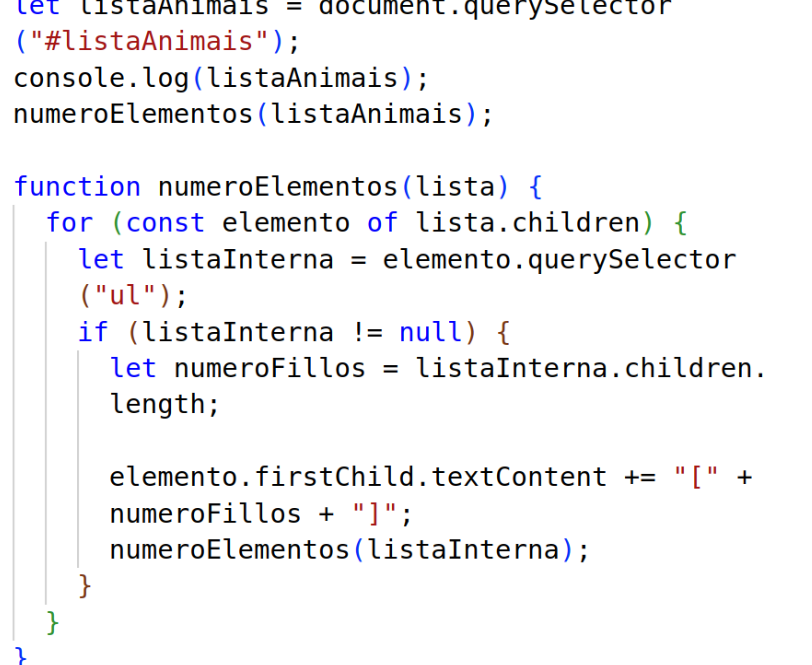 let listaAnimais = document.querySelector
("#listaAnimais");
console.log(listaAnimais);
numeroElementos(listaAnimais);

function numeroElementos(lista) {
  for (const elemento of lista.children) {
    let listaInterna = elemento.querySelector
    ("ul");
    if (listaInterna != null) {
      let numeroFillos = listaInterna.children.
      length;

      elemento.firstChild.textContent += "[" +
      numeroFillos + "]";
      numeroElementos(listaInterna);
    }
  }
}